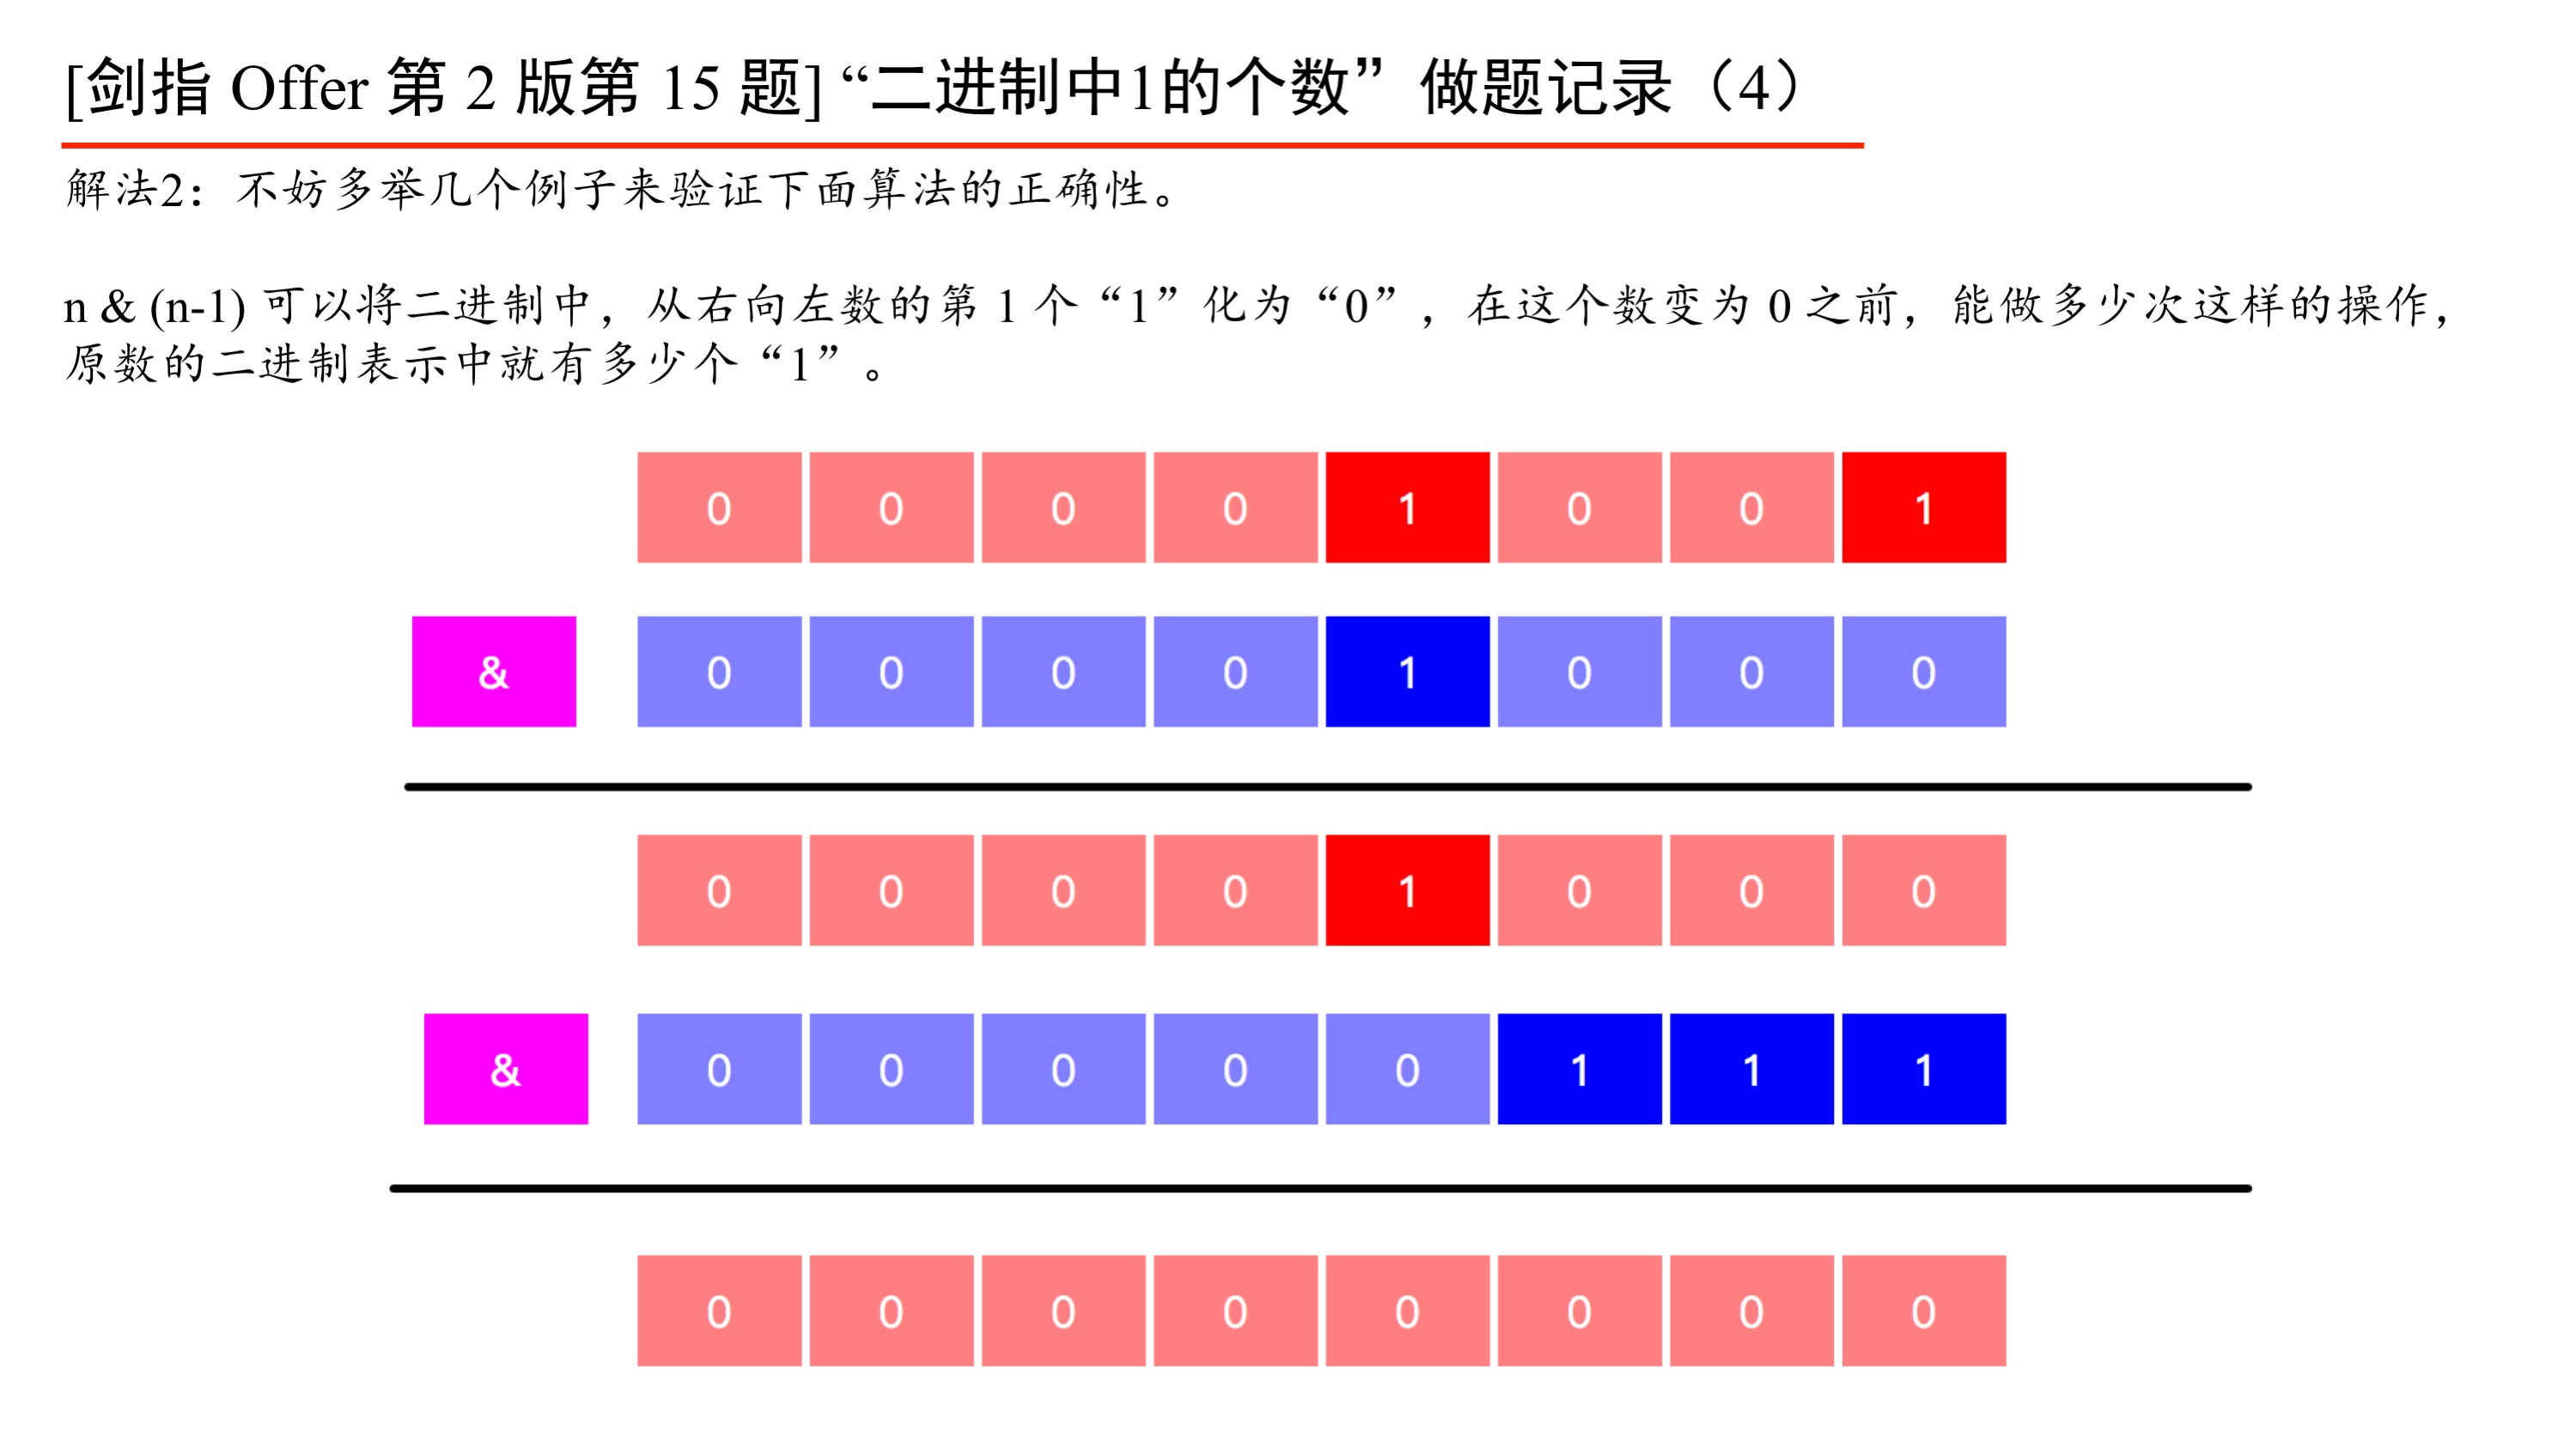 [剑指 Offer 第 2 版第 15 题] “二进制中1的个数”做题记录（4）
解法2：不妨多举几个例子来验证下面算法的正确性。
n & (n-1) 可以将二进制中，从右向左数的第 1 个“1”化为“0”，在这个数变为 0 之前，能做多少次这样的操作，
原数的二进制表示中就有多少个“1”。
0 0 0 0 1 0 0 1
& 0 0 0 0 1 0 0 0
0 0 0 0 1 0 0 0
& 0 0 0 0 0 1 1 1
0 0 0 0 0 0 0 0